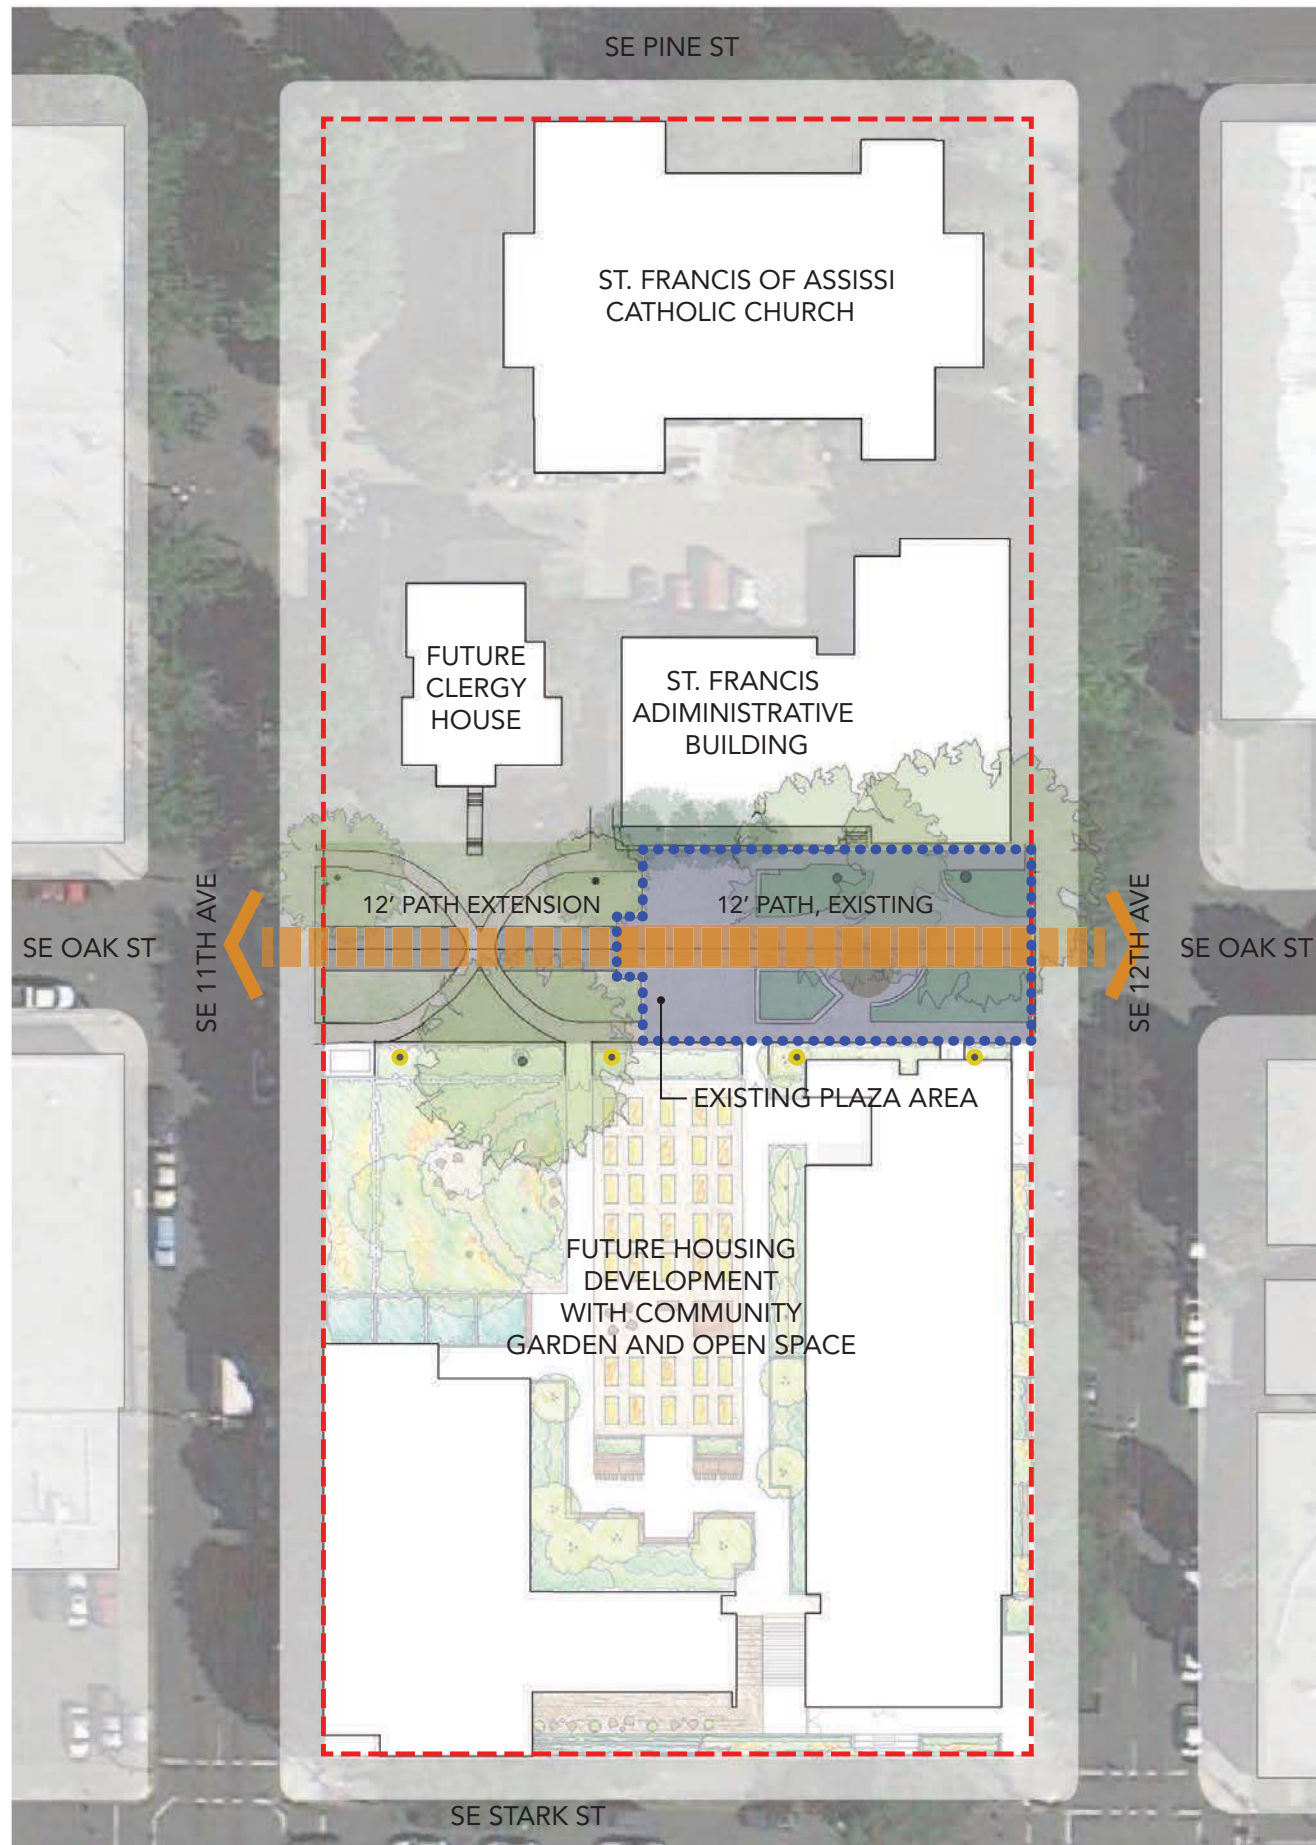 SE PINE ST
ST. FRANCIS OF ASSISSI
CATHOLIC CHURCH
FUTURE
CLERGY
HOUSE
ST. FRANCIS
ADIMINISTRATIVE
BUILDING
12' PATH EXTENSION
12' PATH, EXISTING
SE OAK ST
SE 11TH AVE
SE 12TH AVE
SE OAK ST
EXISTING PLAZA AREA
FUTURE HOUSING
DEVELOPMENT
WITH COMMUNITY
GARDEN AND OPEN SPACE
SE STARK ST